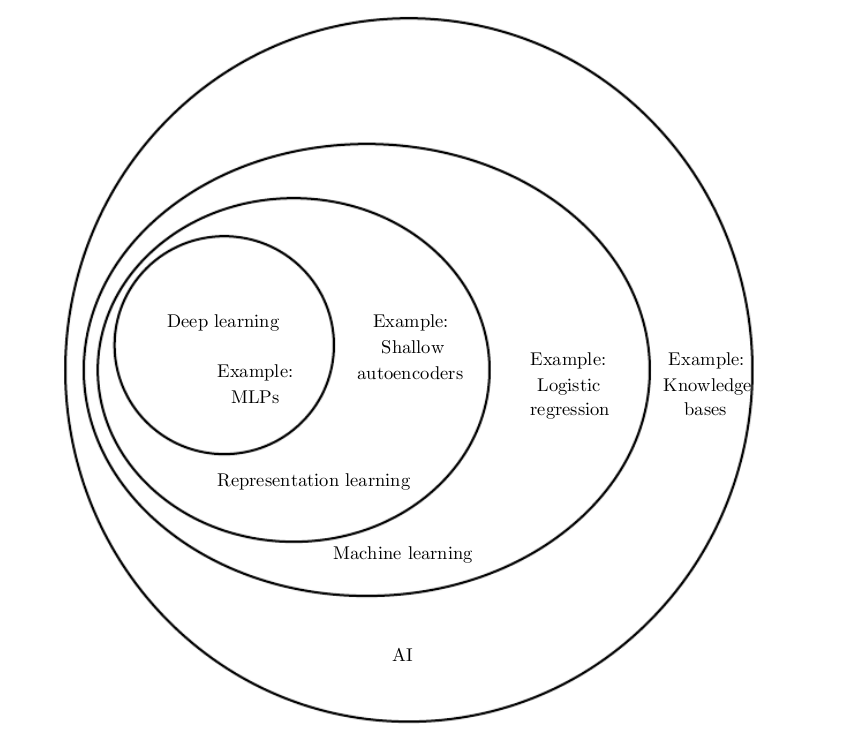 Deep learning
Example:
MLPs
Example:
Shallow
autoencoders
Example:
Logistic
regression
Example:
Knowledge
bases
Representation learning
Machine learning
AI